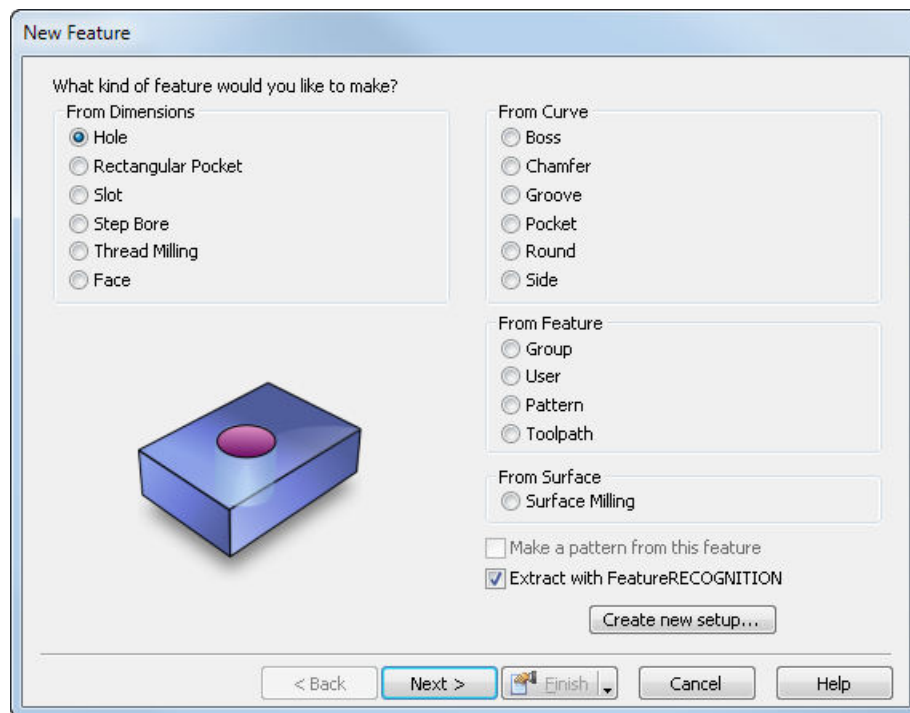 New Feature
What kind of feature would you like to make?
From Dimensions
Hole
Rectangular Pocket
Slot
Step Bore
Thread Milling
Face
From Curve
Boss
Chamfer
Groove
Pocket
Round
Side
From Feature
Group
User
Pattern
Toolpath
From Surface
Surface Milling
Make a pattern from this feature
Extract with FeatureRECOGNITION
Create new setup...
< Back Next > Finish Cancel Help